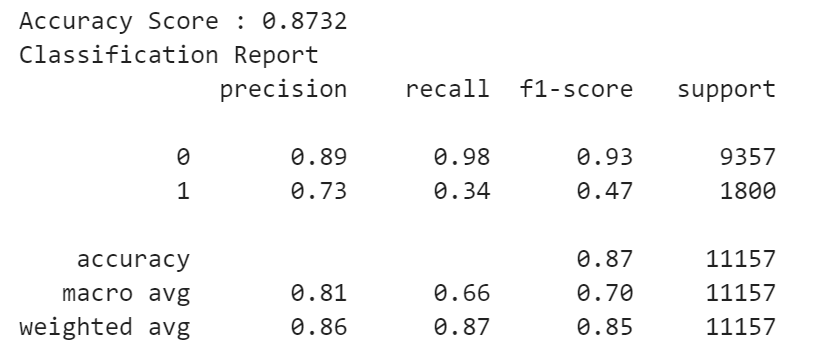 Accuracy Score : 0.8732
Classification Report
precision recall f1-score support
0 0.89 0.98 0.93 9357
1 0.73 0.34 0.47 1800
accuracy 0.87 11157
macro avg 0.81 0.66 0.70 11157
weighted avg 0.86 0.87 0.85 11157